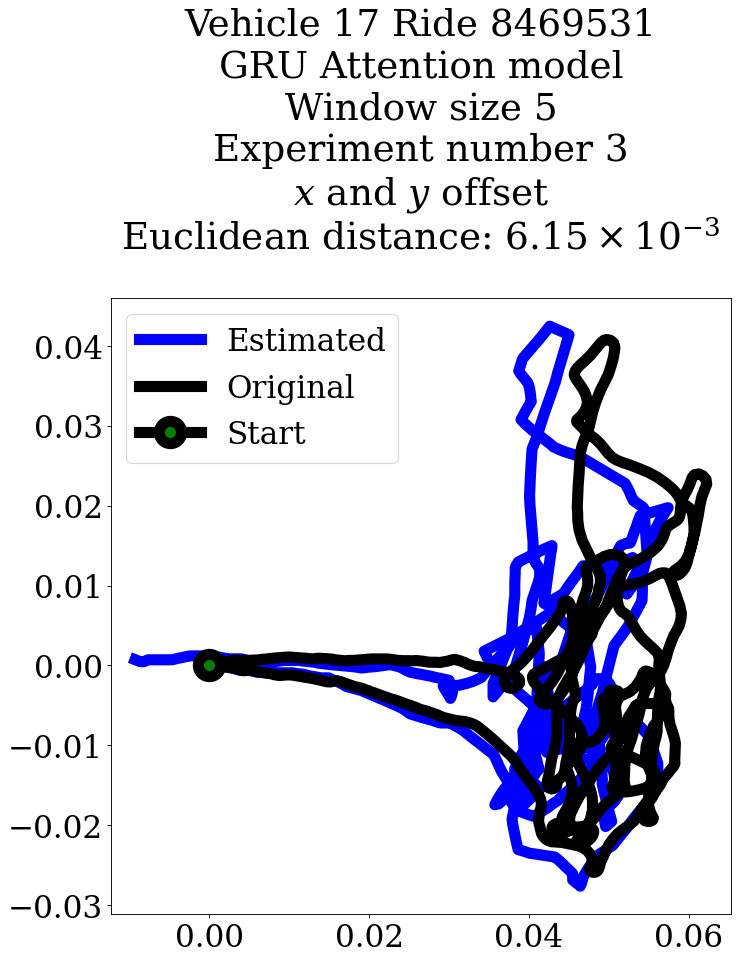 Vehicle 17 Ride 8469531
GRU Attention model
Window size 5
Experiment number 3
x and y offset
Euclidean distance: 6.15 × 10⁻³
Estimated
Original
Start
0.04
0.03
0.02
0.01
0.00
−0.01
−0.02
−0.03
0.00 0.02 0.04 0.06